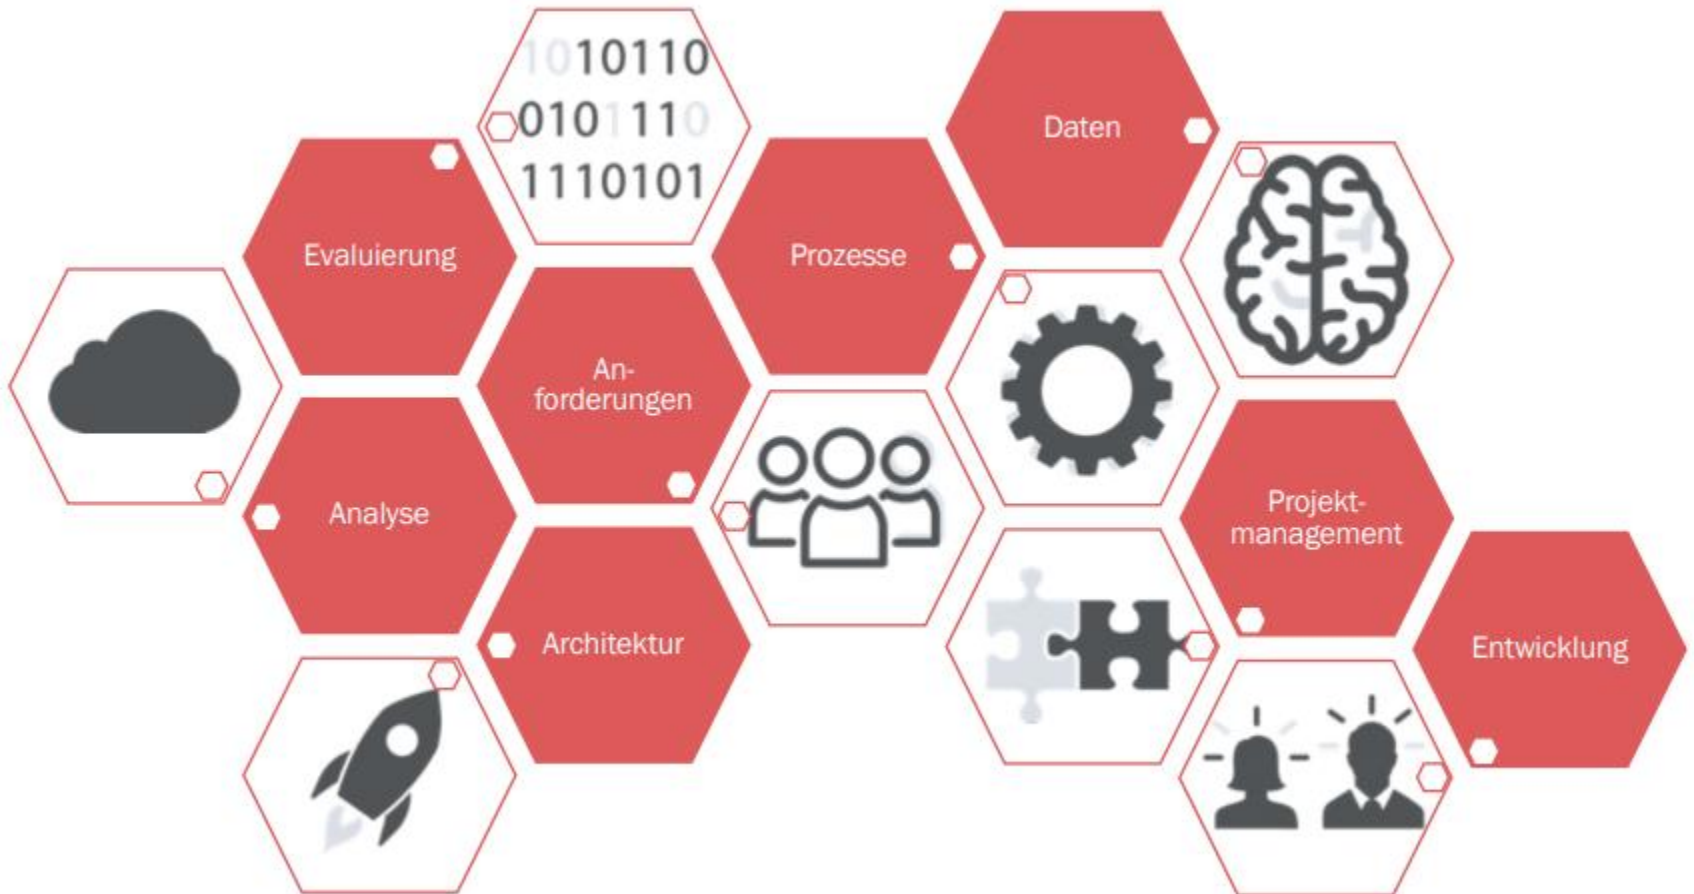 1010110
0101110
1110101
Daten
Evaluierung
Prozesse
An-
forderungen
Analyse
Projekt-
management
Architektur
Entwicklung